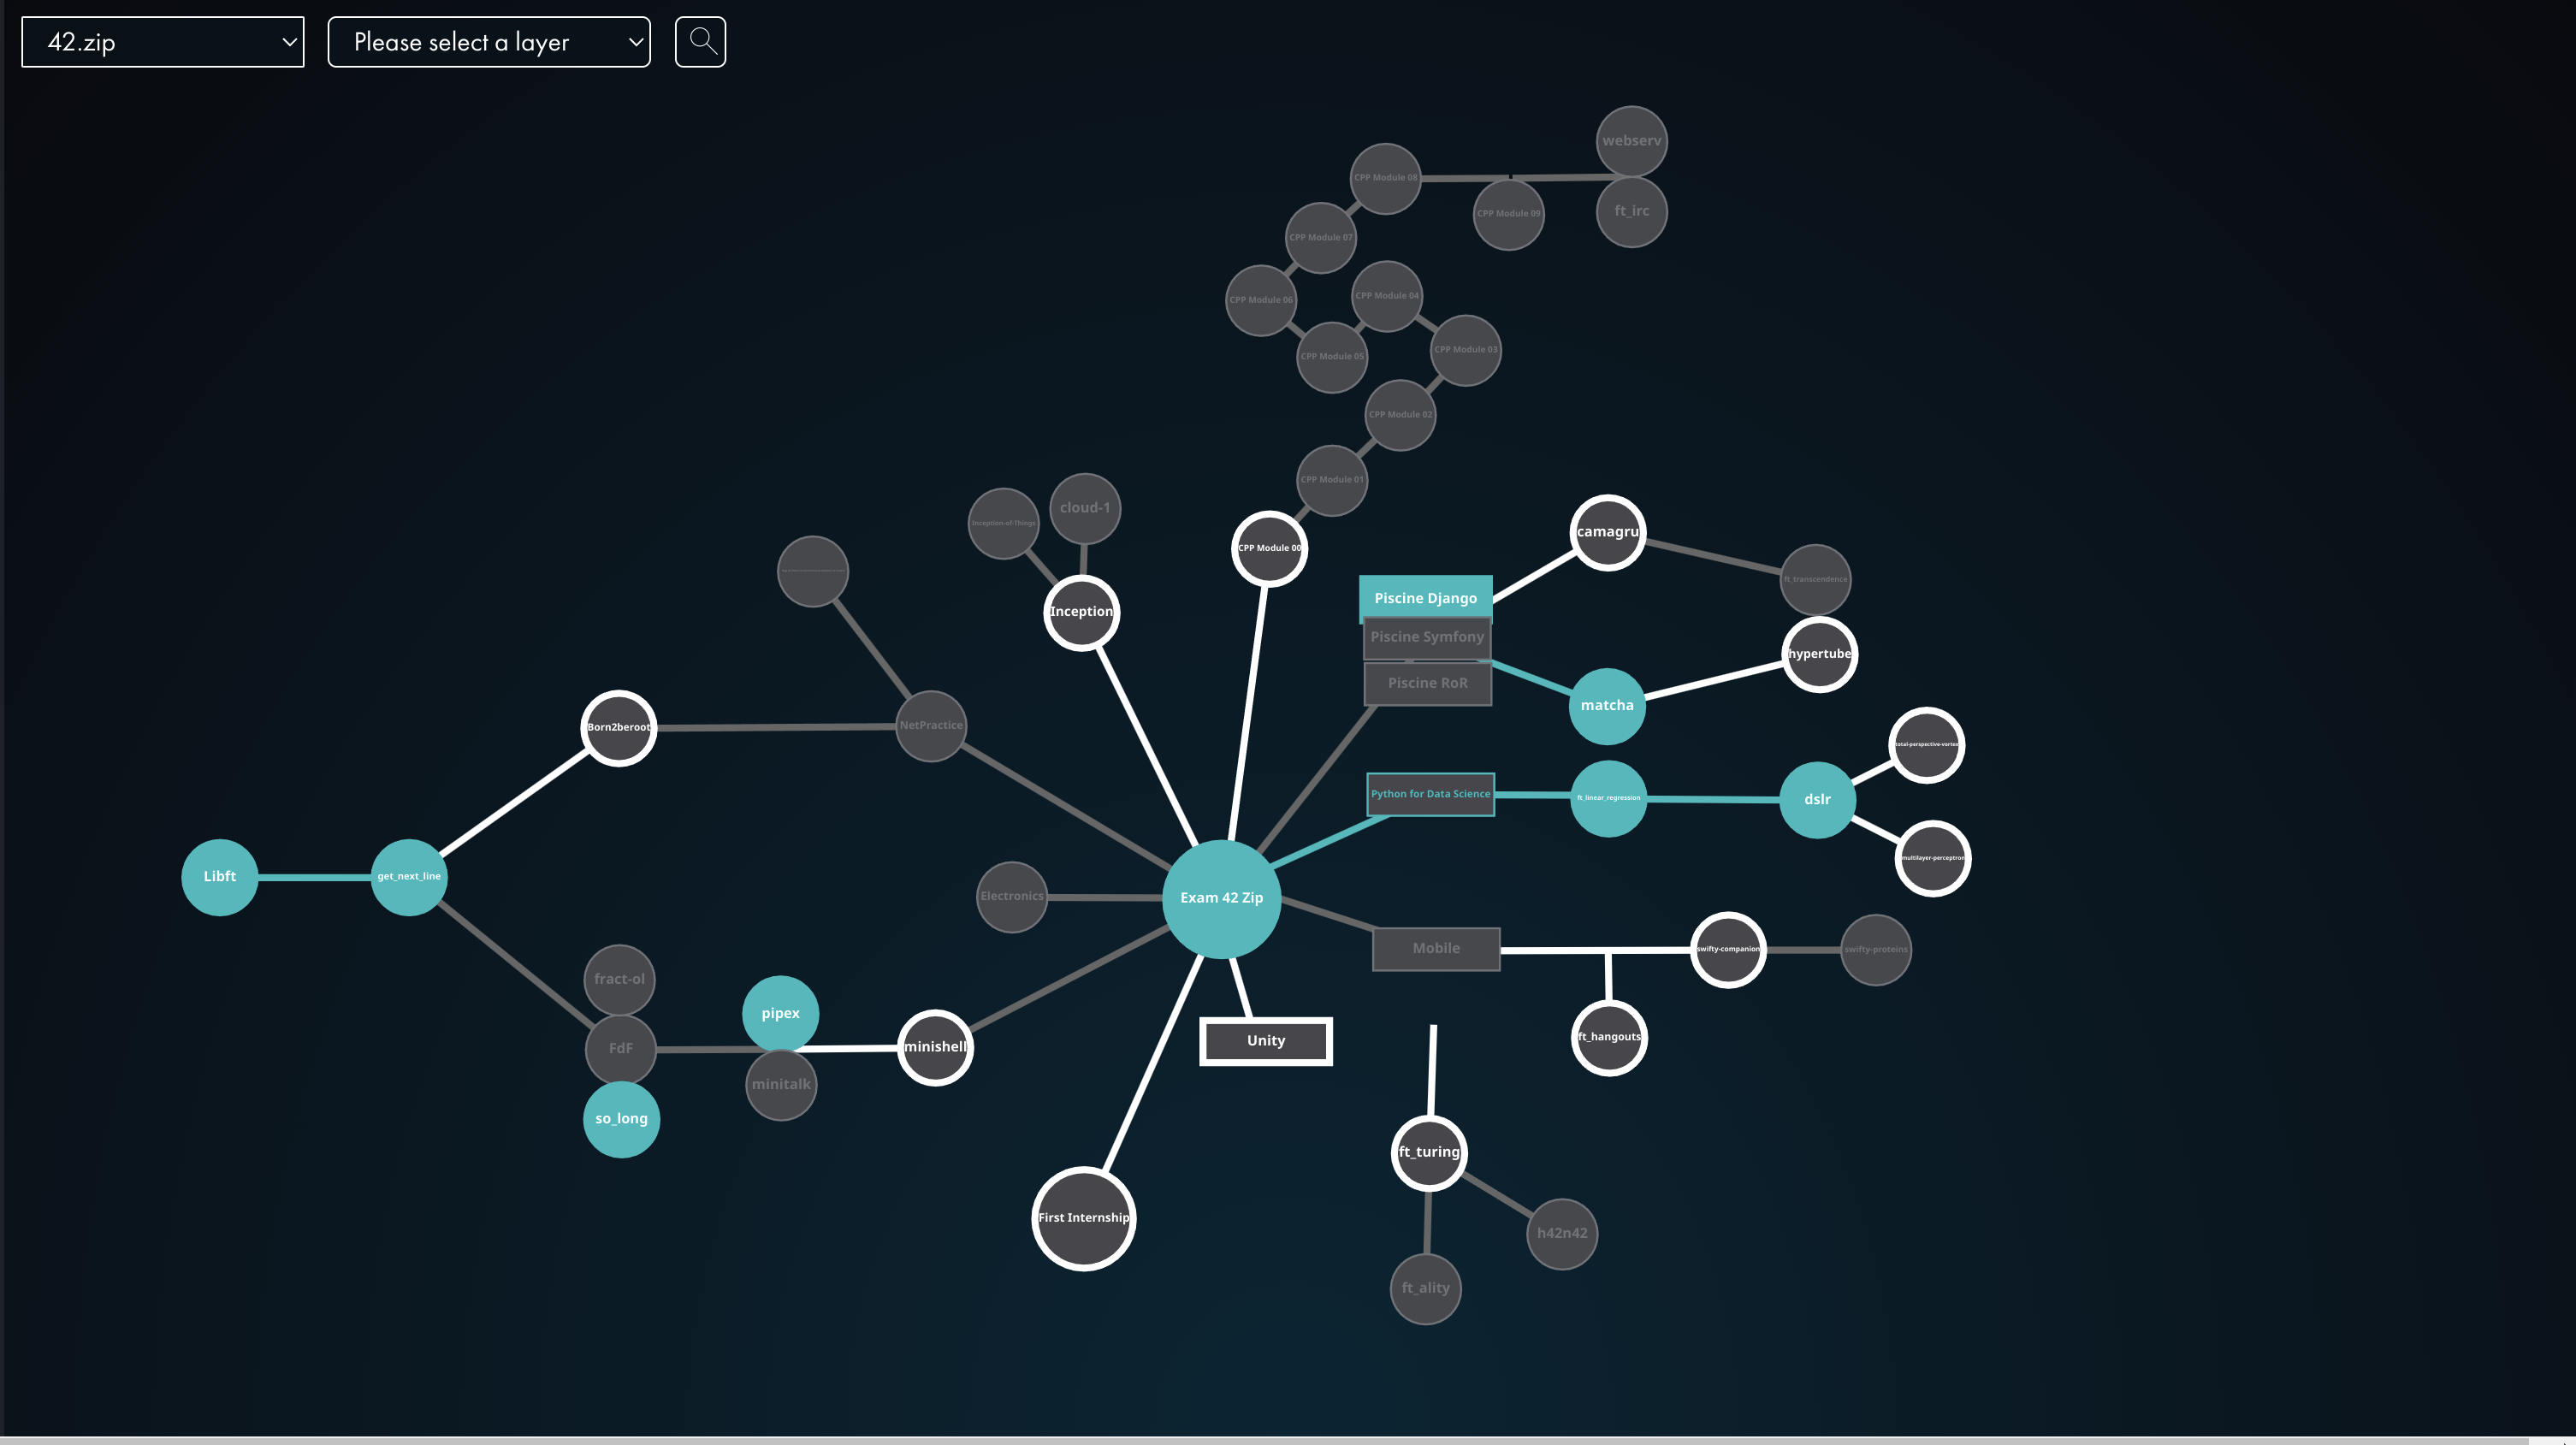 42.zip
Please select a layer
webserv
CPP Module 08
ft_irc
CPP Module 09
CPP Module 07
CPP Module 04
CPP Module 06
CPP Module 03
CPP Module 05
CPP Module 02
CPP Module 01
cloud-1
Inception-of-Things
camagru
CPP Module 00
ft_transcendence
Piscine Django
Inception
Piscine Symfony
hypertube
Piscine RoR
matcha
NetPractice
Born2beroot
total-perspective-vortex
Python for Data Science
ft_linear_regression
dslr
multilayer-perceptron
Libft
get_next_line
Electronics
Exam 42 Zip
Mobile
swifty-companion
swifty-proteins
fract-ol
pipex
ft_hangouts
Unity
minishell
FdF
minitalk
so_long
ft_turing
First Internship
h42n42
ft_ality